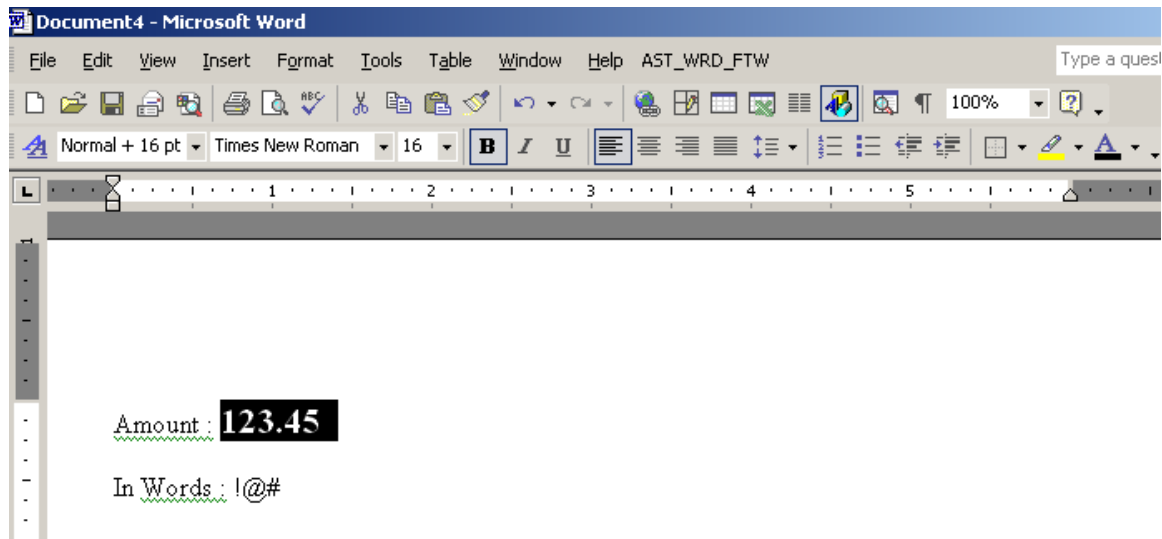 Document4 - Microsoft Word
File Edit View Insert Format Tools Table Window Help AST_WRD_FTW Type a quest
ABC 100%
Normal + 16 pt Times New Roman 16 B I U
1 2 3 4 5
Amount : 123.45
In Words : !@#